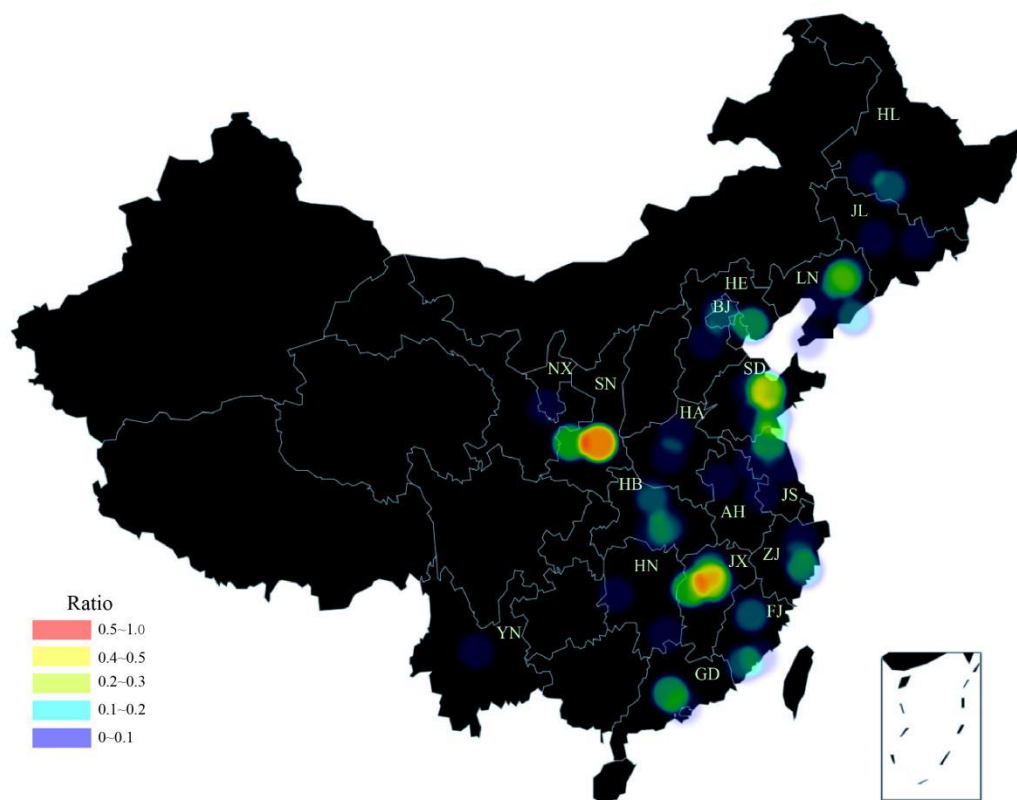 HL
JL
LN
HE
BJ
SD
NX
SN
HA
HB
JS
AH
ZJ
HN
JX
FJ
YN
GD
Ratio
0.5~1.0
0.4~0.5
0.2~0.3
0.1~0.2
0~0.1